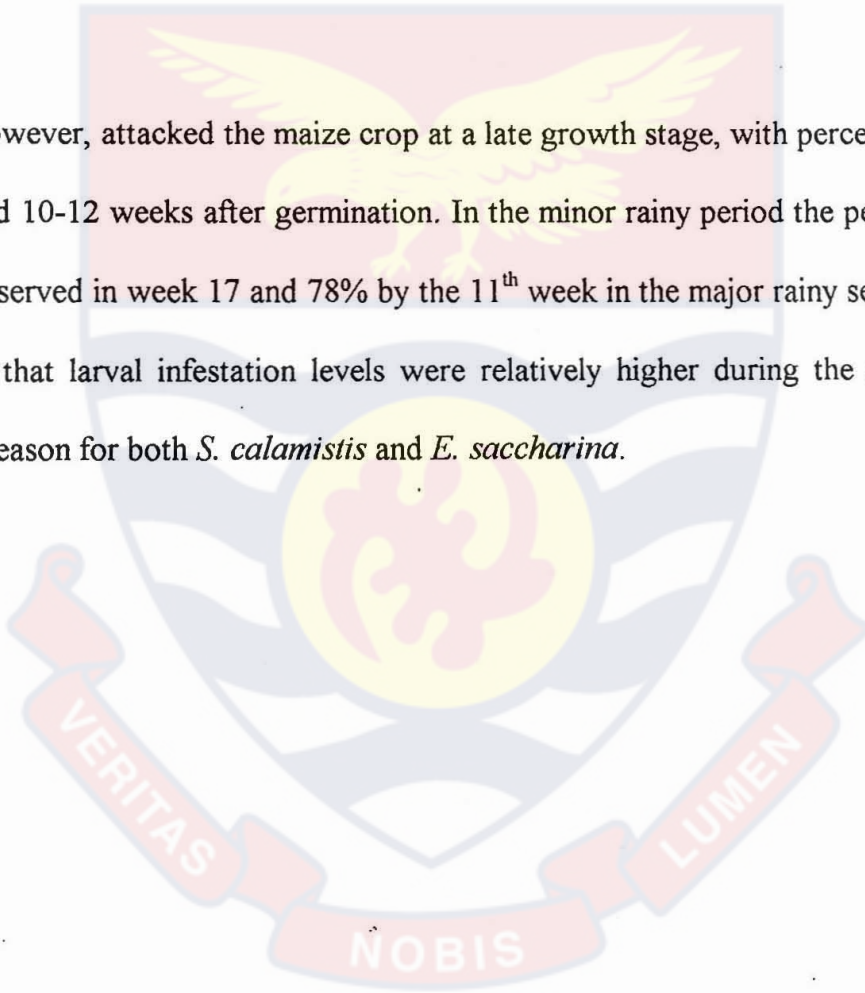 wever, attacked the maize crop at a late growth stage, with perce
d 10-12 weeks after germination. In the minor rainy period the pe
served in week 17 and 78% by the 11th week in the major rainy se
that larval infestation levels were relatively higher during the
eason for both S. calamistis and E. saccharina.
VERITAS
NOBIS
LUMEN